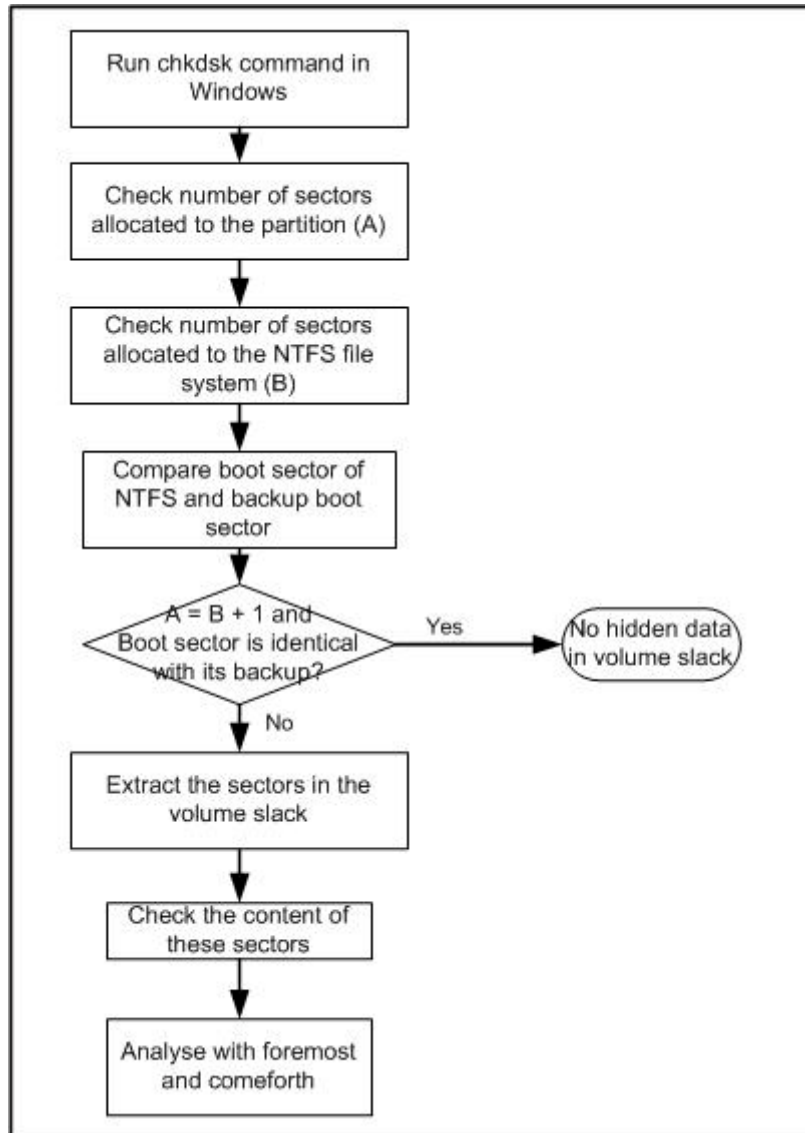 Run chkdsk command in
Windows
Check number of sectors
allocated to the partition (A)
Check number of sectors
allocated to the NTFS file
system (B)
Compare boot sector of
NTFS and backup boot
sector
A = B + 1 and
Boot sector is identical
with its backup?
Yes
No hidden data
in volume slack
No
Extract the sectors in the
volume slack
Check the content of
these sectors
Analyse with foremost
and comeforth